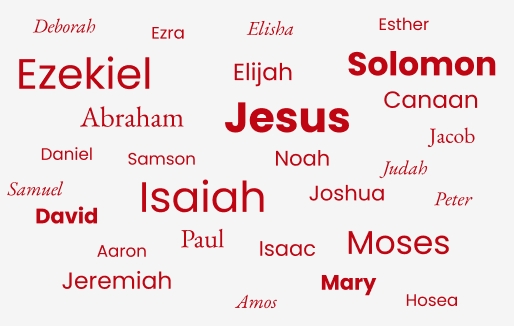 Deborah
Ezra
Elisha
Esther
Ezekiel
Elijah
Solomon
Abraham
Jesus
Canaan
Jacob
Daniel
Samson
Noah
Judah
Samuel
Isaiah
Joshua
Peter
David
Paul
Aaron
Isaac
Moses
Jeremiah
Mary
Amos
Hosea